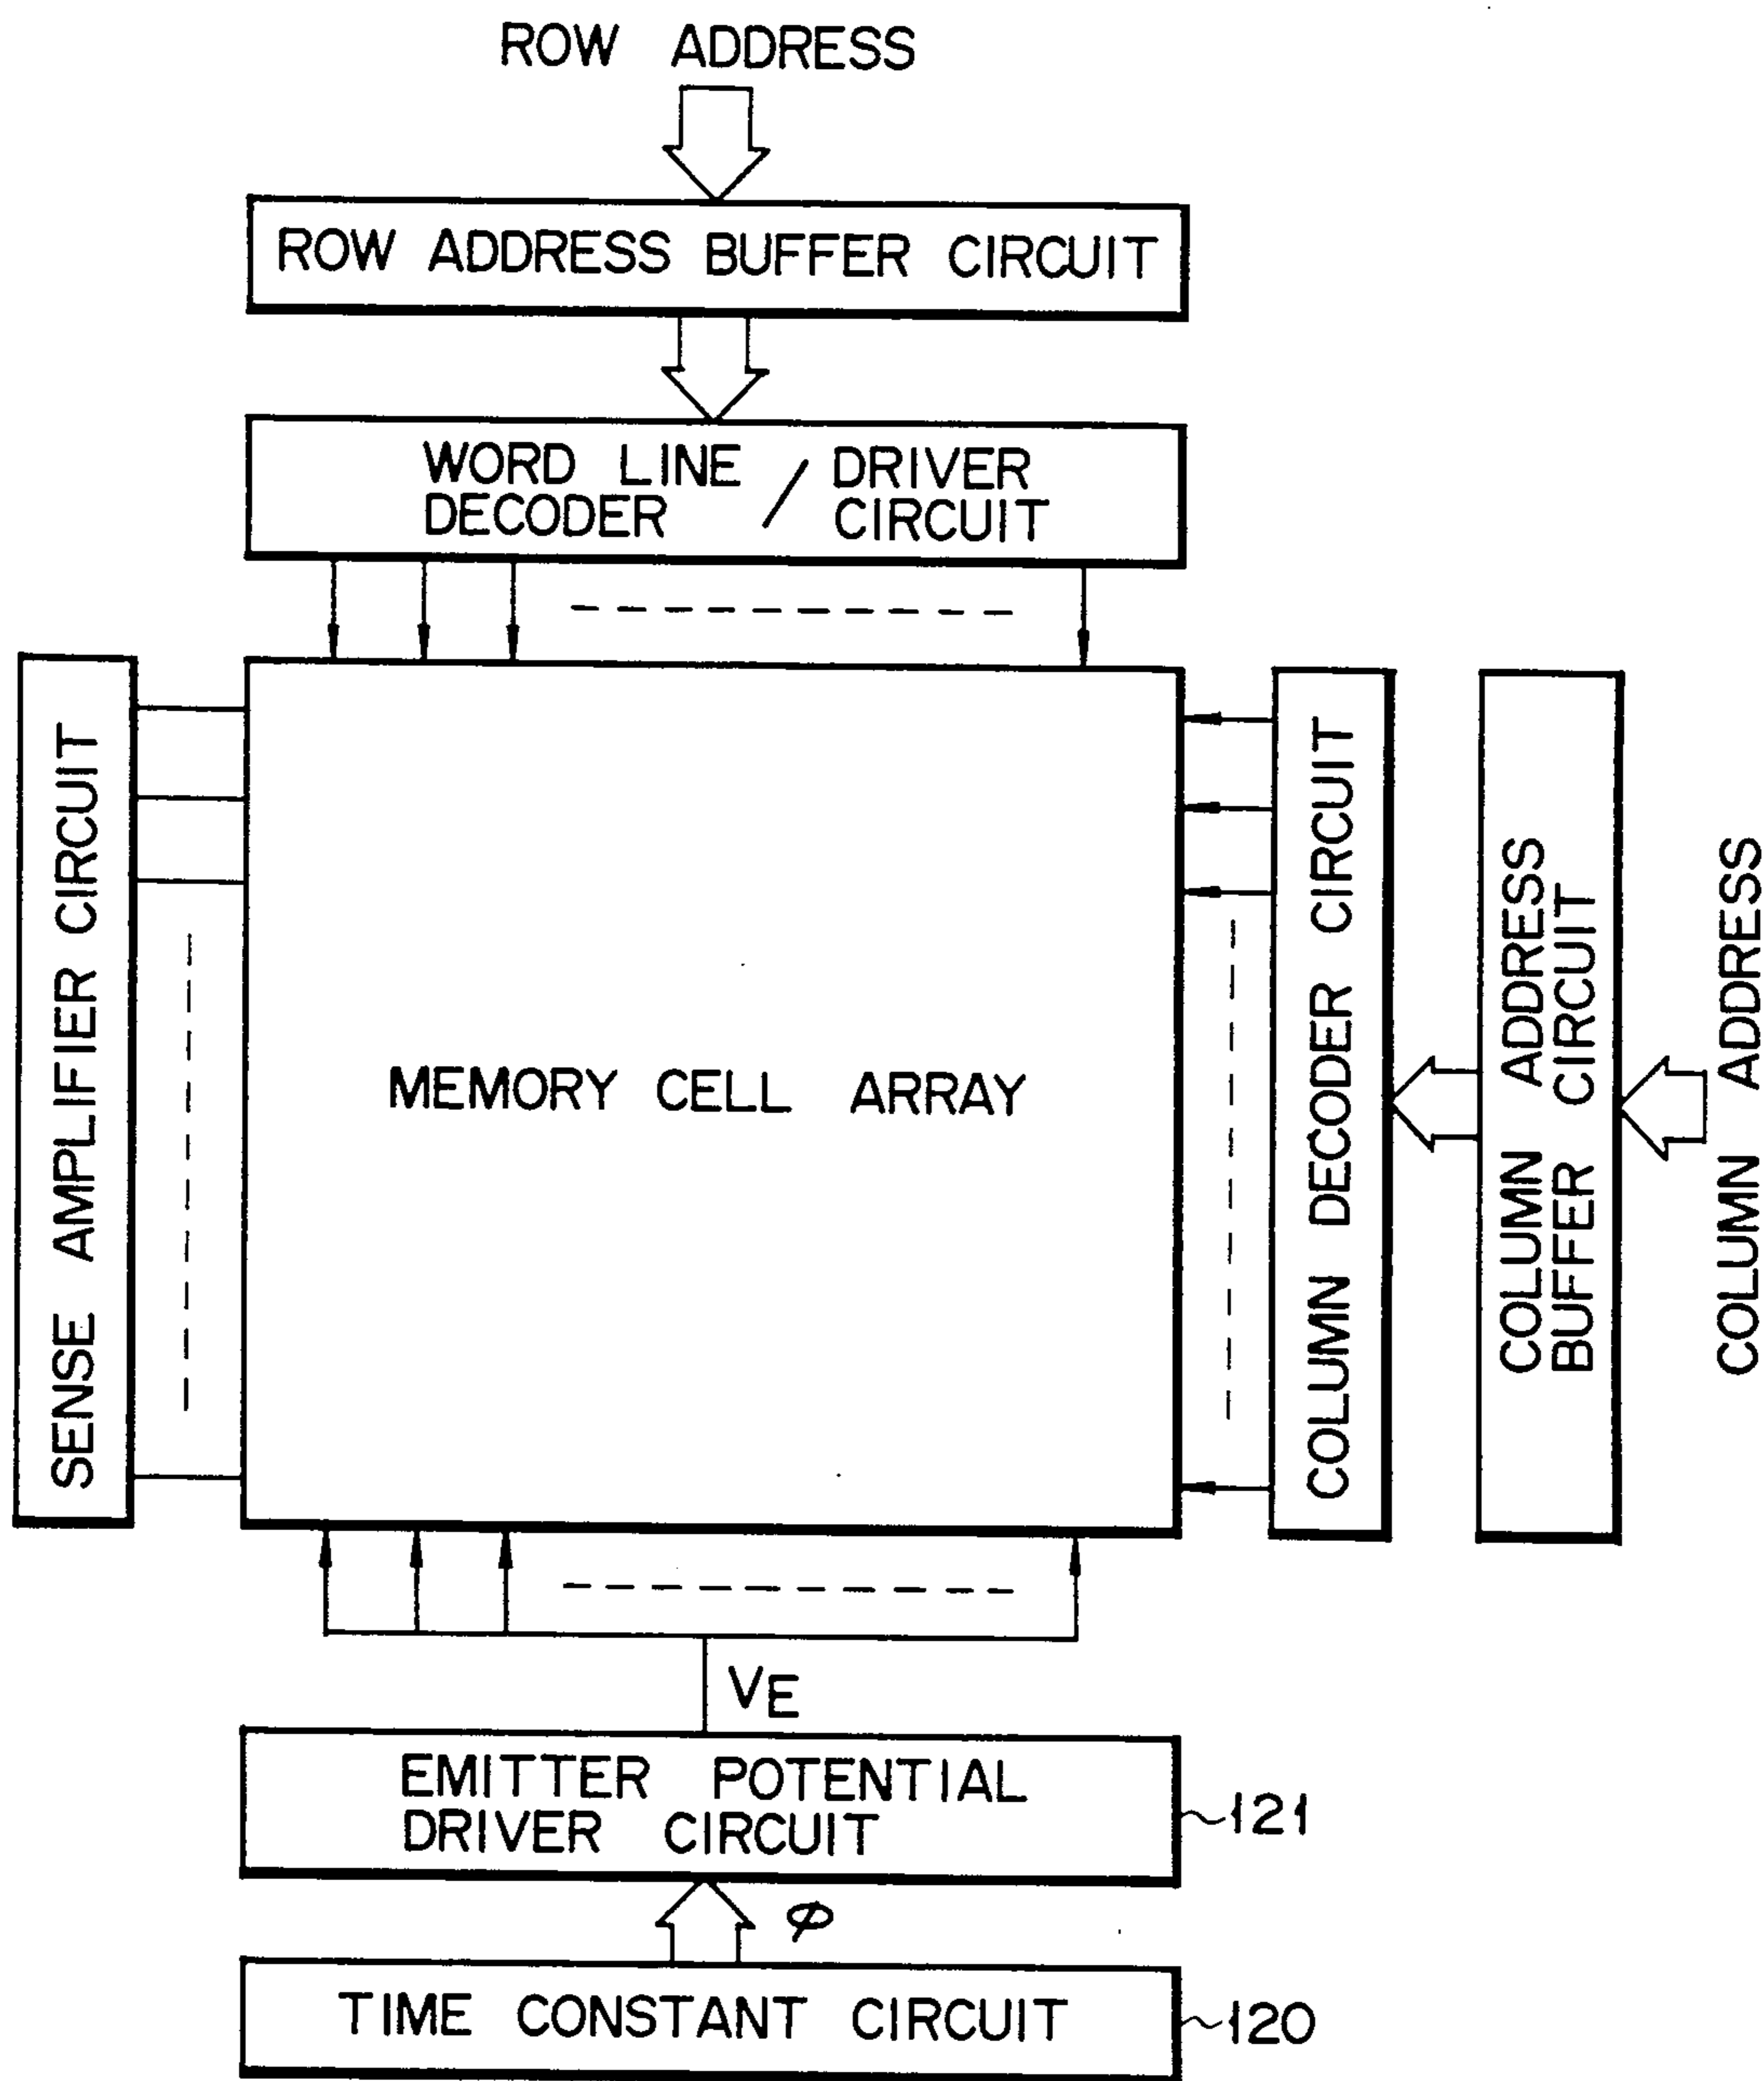 ROW ADDRESS
ROW ADDRESS BUFFER CIRCUIT
WORD LINE DECODER / DRIVER CIRCUIT
SENSE AMPLIFIER CIRCUIT
MEMORY CELL ARRAY
COLUMN DECODER CIRCUIT
COLUMN ADDRESS
BUFFER CIRCUIT
COLUMN ADDRESS
VE
EMITTER POTENTIAL
DRIVER CIRCUIT
121
φ
TIME CONSTANT CIRCUIT
120